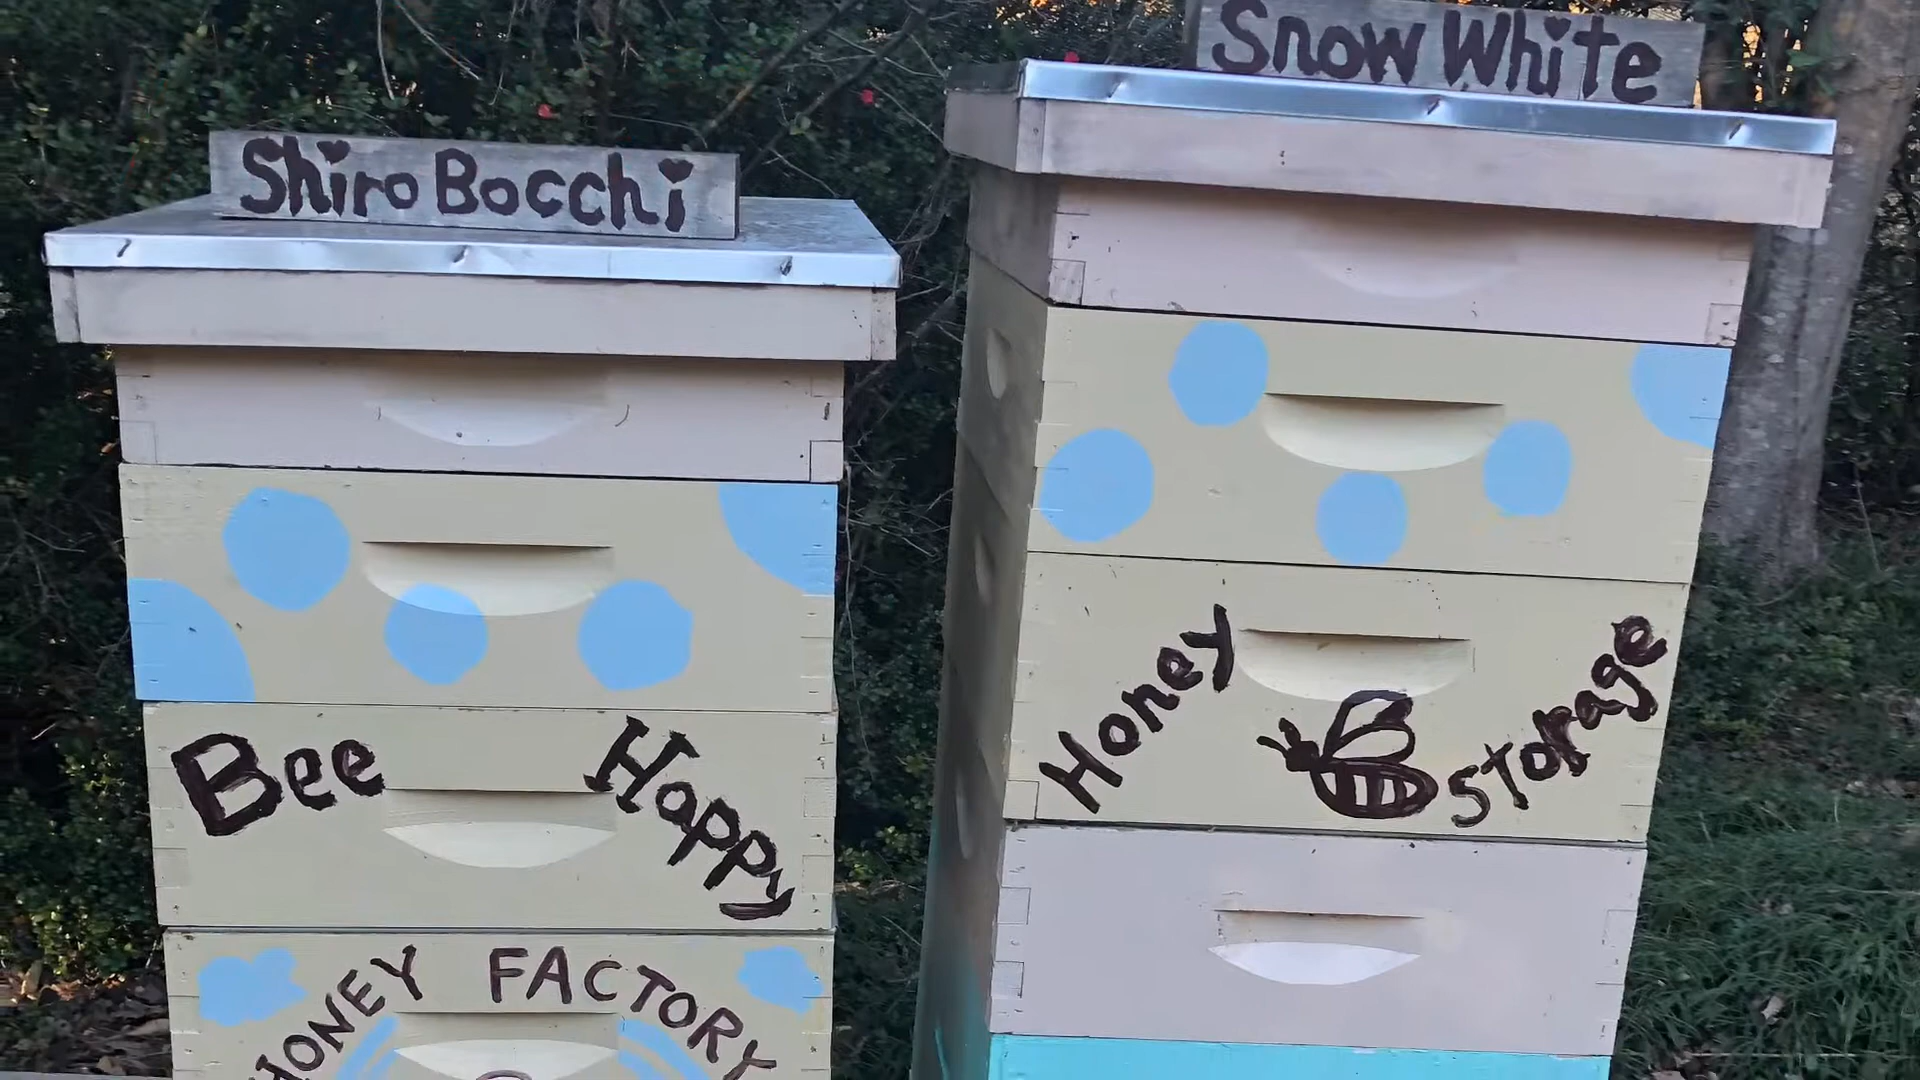 Shiro Bocchi
Bee Happy
HONEY FACTORY
Snow White
Honey Storage